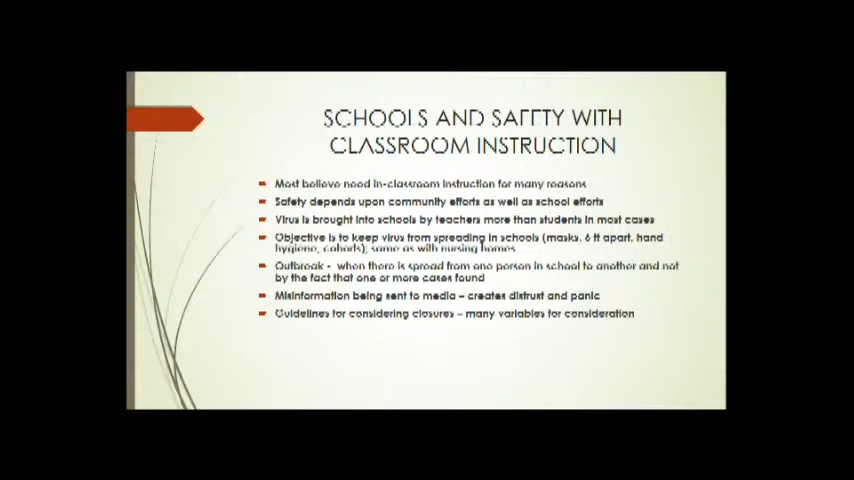 SCHOOLS AND SAFETY WITH
CLASSROOM INSTRUCTION
Most believe need in-classroom instruction for many reasons
Safety depends upon community efforts as well as school efforts
Virus is brought into schools by teachers more than students in most cases
Objective is to keep virus from spreading in schools (masks, 6 ft apart, hand
hygiene, cohorts); same as with nursing homes
Outbreak - when there is spread from one person in school to another and not
by the fact that one or more cases found
Misinformation being sent to media – creates distrust and panic
Guidelines for considering closures – many variables for consideration